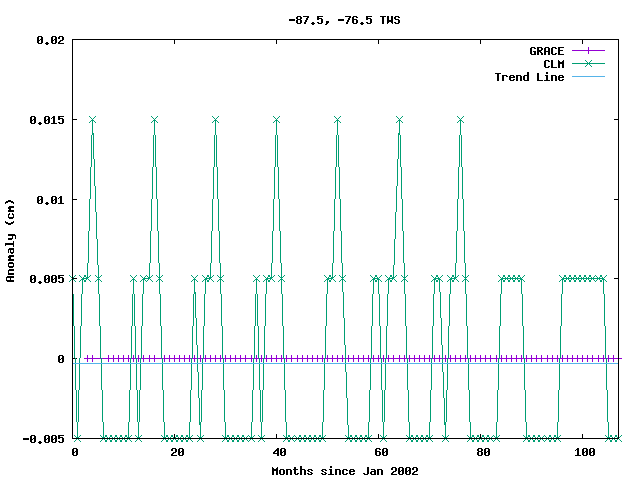 -87.5, -76.5 TWS
0.02
GRACE
CLM
Trend Line
0.015
0.01
0.005
0
-0.005
Anomaly (cm)
0 20 40 60 80 100
Months since Jan 2002